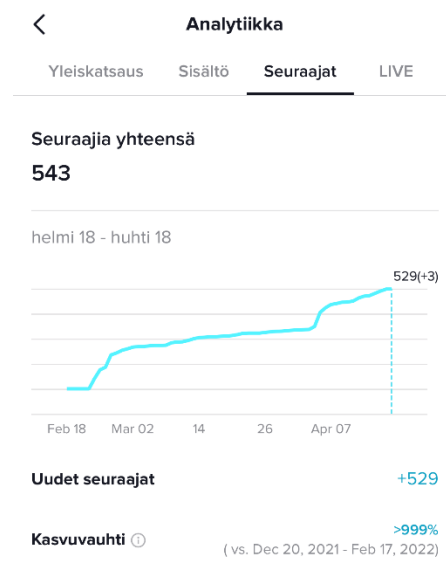 Analytiikka
Yleiskatsaus Sisältö Seuraajat LIVE
Seuraajia yhteensä
543
helmi 18 - huhti 18
529(+3)
Feb 18 Mar 02 14 26 Apr 07
Uudet seuraajat +529
>999%
Kasvuvauhti ( vs. Dec 20, 2021 - Feb 17, 2022)